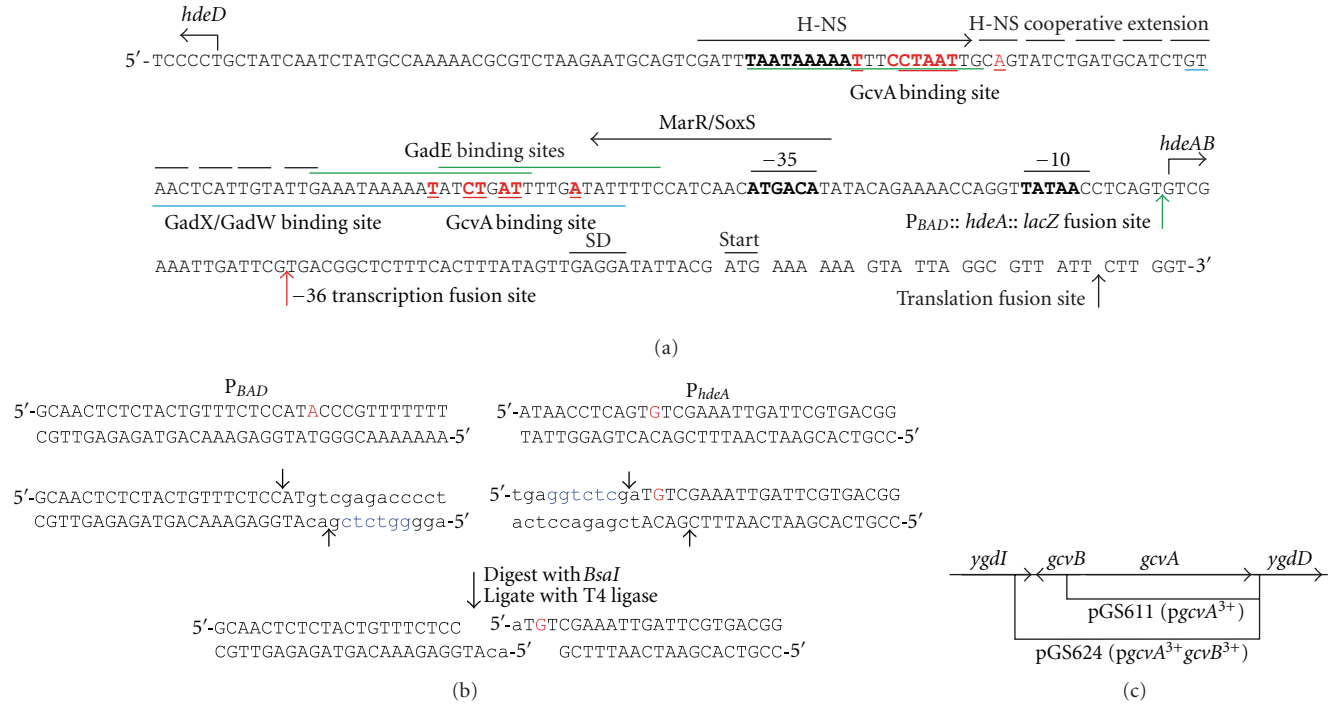 hdeD
H-NS
H-NS cooperative extension
5′-TCCCCTGCTATCAATCTATGCCAAAAACGCGTCTAAGAATGCAGTCGATTTAATAAAAATTTCCTAATTGCAGTATCTGATGCATCTGT
GcvA binding site
MarR/SoxS
GadE binding sites
−35
−10
hdeAB
AACTCATTGTATTGAAATAAAAATATCTGATTTTGATATTTTCCATCAACATGACATATACAGAAAACCAGGTTATAACCTCAGTGTCG
GadX/GadW binding site
GcvA binding site
PBAD:: hdeA:: lacZ fusion site
SD
Start
AAATTGATTCGTGACGGCTCTTTCACTTTATAGTTGAGGATATTACG ATG AAA AAA GTA TTA GGC GTT ATT CTT GGT-3′
−36 transcription fusion site
Translation fusion site
(a)
PBAD
5′-GCAACTCTCTACTGTTTCTCCATACCCGTTTTTTT
CGTTGAGAGATGACAAAGAGGTATGGGCAAAAAAA-5′
PhdeA
5′-ATAACCTCAGTGTCGAAATTGATTCGTGACGG
TATTGGAGTCACAGCTTTAACTAAGCACTGCC-5′
5′-GCAACTCTCTACTGTTTCTCCATgtcgagacccct
CGTTGAGAGATGACAAAGAGGTAcagctctgggga-5′
5′-tgaggtctcgaTGTCGAAATTGATTCGTGACGG
actccagagctACAGCTTTAACTAAGCACTGCC-5′
Digest with BsaI
Ligate with T4 ligase
5′-GCAACTCTCTACTGTTTCTCC
CGTTGAGAGATGACAAAGAGGTAca-5′
5′-aTGTCGAAATTGATTCGTGACGG
GCTTTAACTAAGCACTGCC-5′
(b)
ygdI
gcvB
gcvA
ygdD
pGS611 (pgcvA3+)
pGS624 (pgcvA3+gcvB3+)
(c)